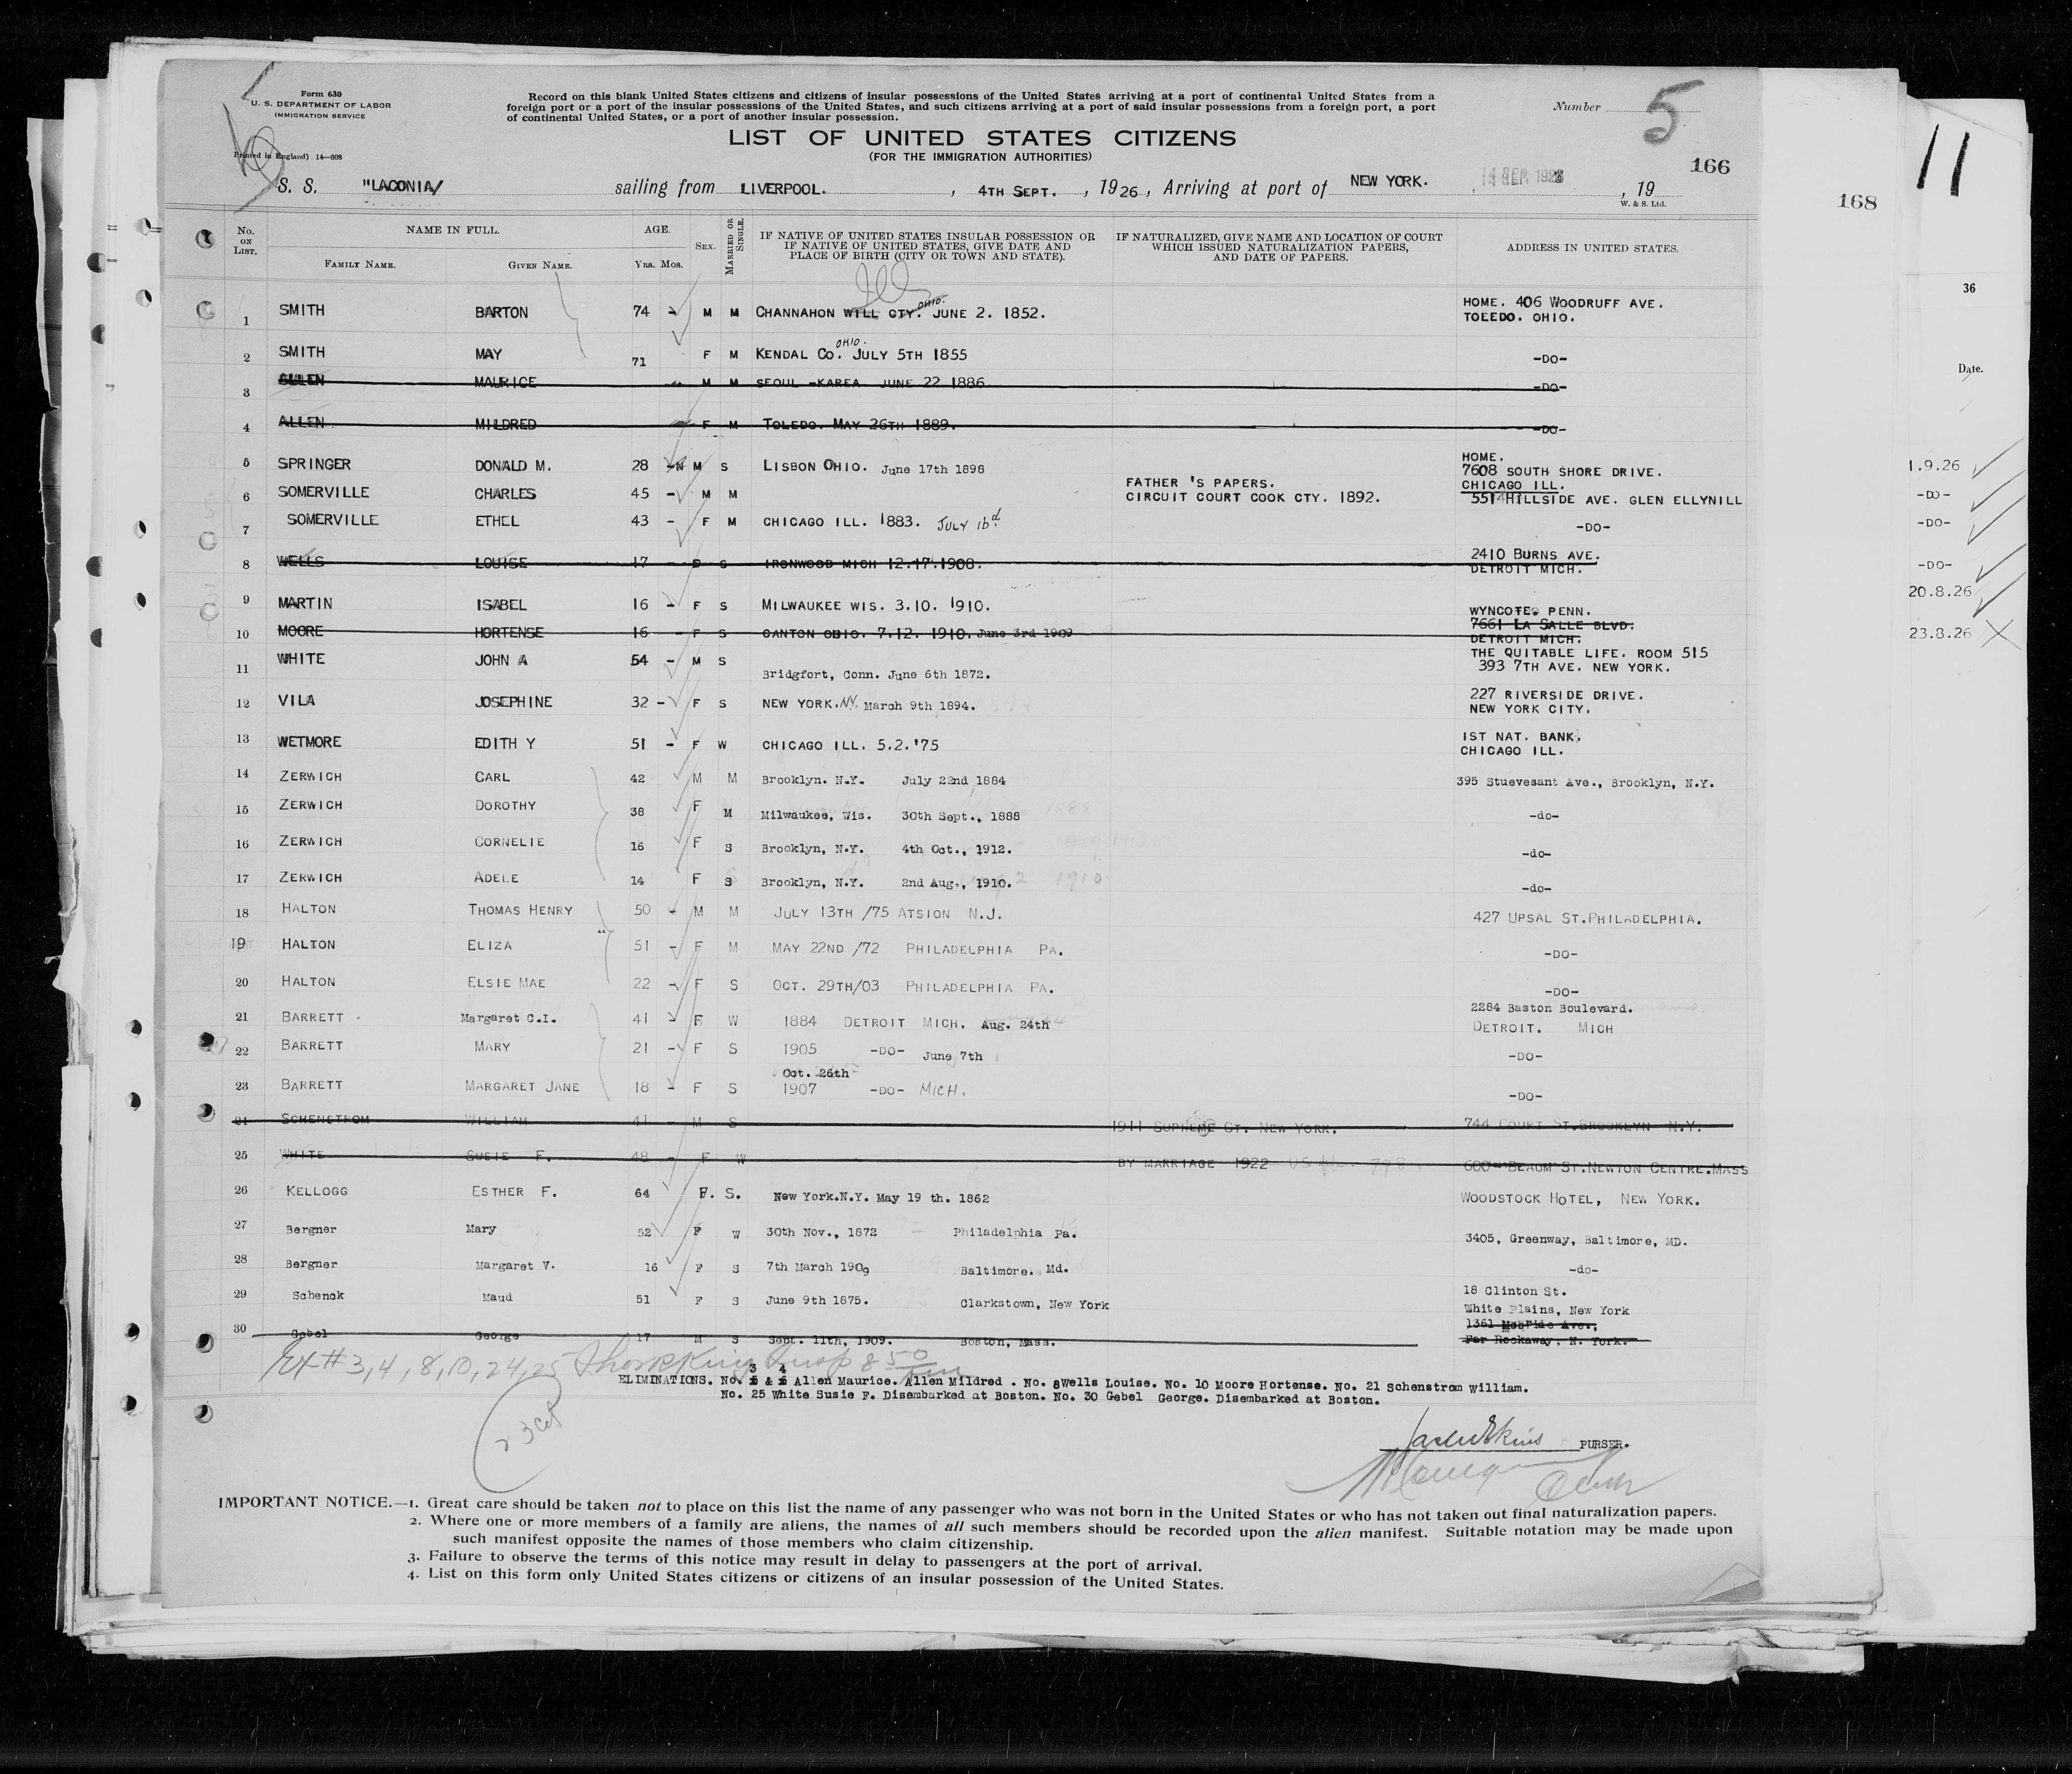 Form 630
U. S. DEPARTMENT OF LABOR
IMMIGRATION SERVICE
Printed in England) 14—608
Record on this blank United States citizens and citizens of insular possessions of the United States arriving at a port of continental United States from a
foreign port or a port of the insular possessions of the United States, and such citizens arriving at a port of said insular possessions from a foreign port, a port
of continental United States, or a port of another insular possession.
Number 5
LIST OF UNITED STATES CITIZENS
(FOR THE IMMIGRATION AUTHORITIES)
166
168
11
S. S. "LACONIA/ sailing from LIVERPOOL. , 4TH SEPT. , 1926, Arriving at port of NEW YORK. , 14 SEP 1926 , 19
W. & S. Ltd.
No. ON LIST. NAME IN FULL. FAMILY NAME. GIVEN NAME. AGE. Yrs. Mos. SEX. MARRIED OR SINGLE. IF NATIVE OF UNITED STATES INSULAR POSSESSION OR IF NATIVE OF UNITED STATES, GIVE DATE AND PLACE OF BIRTH (CITY OR TOWN AND STATE). IF NATURALIZED, GIVE NAME AND LOCATION OF COURT WHICH ISSUED NATURALIZATION PAPERS, AND DATE OF PAPERS. ADDRESS IN UNITED STATES.
36
Date.
Ill
1 SMITH BARTON 74 - M M CHANNAHON WILL CTY. OHIO. JUNE 2. 1852. HOME. 406 WOODRUFF AVE.
TOLEDO. OHIO.
2 SMITH MAY 71 F M KENDAL CO. OHIO. JULY 5TH 1855 -DO-
3 ALLEN MAURICE M M SEOUL -KAREA JUNE 22 1886. -DO-
4 ALLEN MILDRED F M TOLEDO. MAY 26TH 1889. -DO-
5 SPRINGER DONALD M. 28 - M S LISBON OHIO. June 17th 1898 HOME.
7608 SOUTH SHORE DRIVE.
CHICAGO ILL.
1.9.26
6 SOMERVILLE CHARLES 45 - M M FATHER 'S PAPERS.
CIRCUIT COURT COOK CTY. 1892. 551 HILLSIDE AVE. GLEN ELLYNILL
-DO-
7 SOMERVILLE ETHEL 43 - F M CHICAGO ILL. 1883. JULY 16 -DO-
-DO-
8 WELLS LOUISE 17 - S IRONWOOD MICH 12.17.1908. 2410 BURNS AVE.
DETROIT MICH.
-DO-
9 MARTIN ISABEL 16 - F S MILWAUKEE WIS. 3.10. 1910. WYNCOTE. PENN.
20.8.26
10 MOORE HORTENSE 16 - F S CANTON OHIO. 7.12. 1910. June 3rd 1909 7661 LA SALLE BLVD.
DETROIT MICH.
23.8.26
11 WHITE JOHN A 54 - M S Bridgfort, Conn. June 6th 1872. THE QUITABLE LIFE. ROOM 515
393 7TH AVE. NEW YORK.
12 VILA JOSEPHINE 32 - F S NEW YORK. NY. March 9th 1894. 227 RIVERSIDE DRIVE.
NEW YORK CITY.
13 WETMORE EDITH Y 51 - F W CHICAGO ILL. 5.2.'75 1ST NAT. BANK.
CHICAGO ILL.
14 ZERWICH CARL 42 M M Brooklyn. N.Y. July 22nd 1884 395 Stuevesant Ave., Brooklyn, N.Y.
15 ZERWICH DOROTHY 38 F M Milwaukee, Wis. 30th Sept., 1888 -do-
16 ZERWICH CORNELIE 16 F S Brooklyn, N.Y. 4th Oct., 1912. -do-
17 ZERWICH ADELE 14 F S Brooklyn, N.Y. 2nd Aug., 1910. -do-
18 HALTON THOMAS HENRY 50 - M M JULY 13TH /75 ATSION N.J. 427 UPSAL ST.PHILADELPHIA.
19 HALTON ELIZA 51 - F M MAY 22ND /72 PHILADELPHIA PA. -DO-
20 HALTON ELSIE MAE 22 - F S OCT. 29TH/03 PHILADELPHIA PA. -DO-
21 BARRETT Margaret C.I. 41 - F W 1884 DETROIT MICH. Aug. 24th 2284 Baston Boulevard.
DETROIT. MICH
22 BARRETT MARY 21 - F S 1905 -DO- June 7th -DO-
23 BARRETT MARGARET JANE 18 - F S Oct. 26th 1907 -DO- MICH. -DO-
24 SCHENSTROM WILLIAM 41 - M S 1911 SUPREME CT. NEW YORK. 744 COURT ST.BROOKLYN N.Y.
25 WHITE SUSIE F. 48 - F W BY MARRIAGE 1922 600- BEAUM ST.NEWTON CENTRE.MASS
26 KELLOGG ESTHER F. 64 F. S. New York.N.Y. May 19 th. 1862 WOODSTOCK HOTEL, NEW YORK.
27 Bergner Mary 52 F W 30th Nov., 1872 Philadelphia Pa. 3405, Greenway, Baltimore, MD.
28 Bergner Margaret V. 16 F S 7th March 1909 Baltimore. Md. -do-
29 Schenck Maud 51 F S June 9th 1875. Clarkstown, New York 18 Clinton St.
White Plains, New York
30 Gebel George 17 M S Sept. 11th, 1909. Boston, Mass. 1361 McBride Ave.,
Far Rockaway, N. York.
Ex # 3, 4, 8, 10, 24, 25
ELIMINATIONS. No. 3 & 4 Allen Maurice. Allen Mildred . No. 8Wells Louise. No. 10 Moore Hortense. No. 21 Schenstrom William.
No. 25 White Susie F. Disembarked at Boston. No. 30 Gebel George. Disembarked at Boston.
PURSER.
IMPORTANT NOTICE.—1. Great care should be taken not to place on this list the name of any passenger who was not born in the United States or who has not taken out final naturalization papers.
2. Where one or more members of a family are aliens, the names of all such members should be recorded upon the alien manifest. Suitable notation may be made upon
such manifest opposite the names of those members who claim citizenship.
3. Failure to observe the terms of this notice may result in delay to passengers at the port of arrival.
4. List on this form only United States citizens or citizens of an insular possession of the United States.